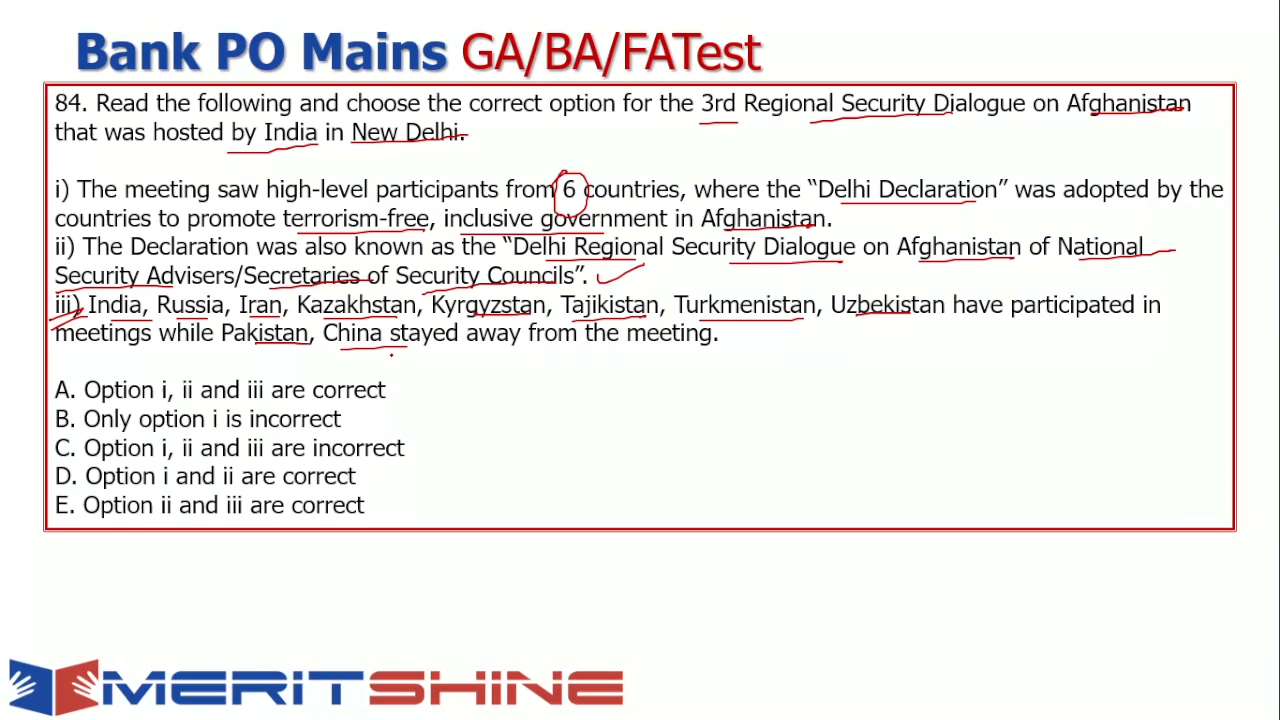 Bank PO Mains GA/BA/FATest
84. Read the following and choose the correct option for the 3rd Regional Security Dialogue on Afghanistan
that was hosted by India in New Delhi.
i) The meeting saw high-level participants from 6 countries, where the “Delhi Declaration” was adopted by the
countries to promote terrorism-free, inclusive government in Afghanistan.
ii) The Declaration was also known as the “Delhi Regional Security Dialogue on Afghanistan of National
Security Advisers/Secretaries of Security Councils”.
iii) India, Russia, Iran, Kazakhstan, Kyrgyzstan, Tajikistan, Turkmenistan, Uzbekistan have participated in
meetings while Pakistan, China stayed away from the meeting.
A. Option i, ii and iii are correct
B. Only option i is incorrect
C. Option i, ii and iii are incorrect
D. Option i and ii are correct
E. Option ii and iii are correct
MERITSHINE